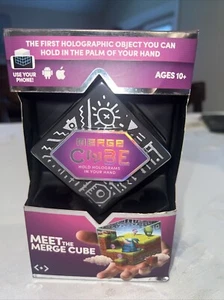 THE FIRST HOLOGRAPHIC OBJECT YOU CAN
HOLD IN THE PALM OF YOUR HAND
USE YOUR
PHONE!
AGES 10+
MERGE
CUBE
HOLD HOLOGRAMS
IN YOUR HAND!
MEET THE
MERGE CUBE